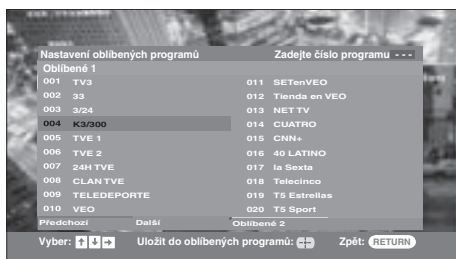 Nastavení oblíbených programů Zadejte číslo programu - - -
Oblíbené 1
001 TV3
002 33
003 3/24
004 K3/300
005 TVE 1
006 TVE 2
007 24H TVE
008 CLAN TVE
009 TELEDEPORTE
010 VEO
011 SETenVEO
012 Tienda en VEO
013 NET TV
014 CUATRO
015 CNN+
016 40 LATINO
017 la Sexta
018 Telecinco
019 T5 Estrellas
020 T5 Sport
Předchozí Další Oblíbené 2
Vyber: Uložit do oblíbených programů: Zpět: RETURN